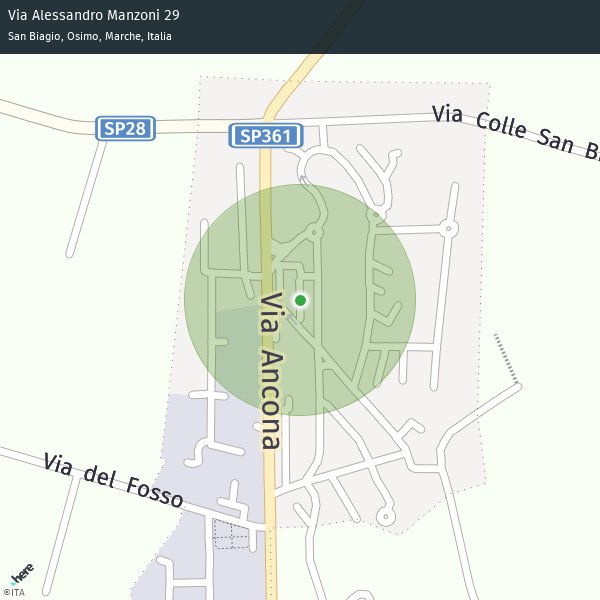 Via Alessandro Manzoni 29
San Biagio, Osimo, Marche, Italia
Via Colle San Bi
SP28
SP361
Via Ancona
Via del Fosso
here
©ITA